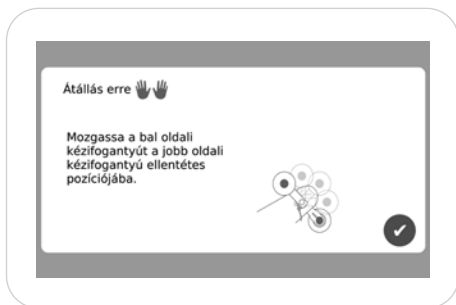 Átállás erre
Mozgassa a bal oldali
kézifogantyút a jobb oldali
kézifogantyú ellentétes
pozíciójába.